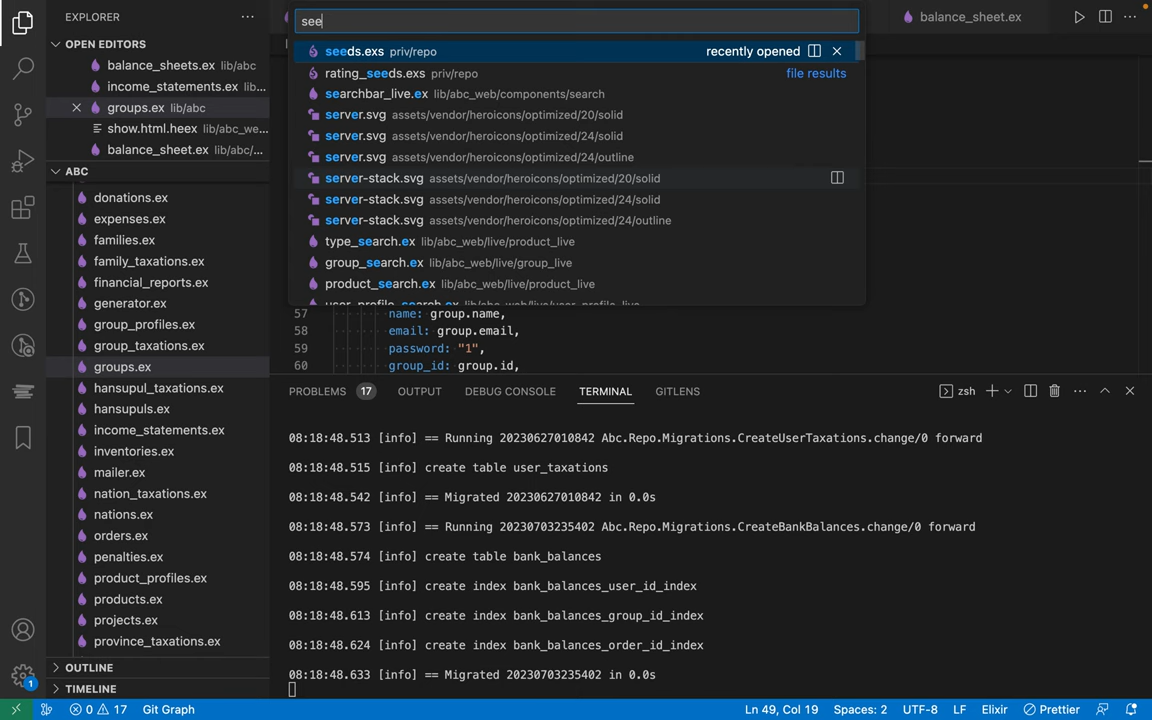 EXPLORER
see
balance_sheet.ex
OPEN EDITORS
balance_sheets.ex lib/abc
income_statements.ex lib...
groups.ex lib/abc
show.html.heex lib/abc_we...
balance_sheet.ex lib/abc/...
ABC
donations.ex
expenses.ex
families.ex
family_taxations.ex
financial_reports.ex
generator.ex
group_profiles.ex
group_taxations.ex
groups.ex
hansupul_taxations.ex
hansupuls.ex
income_statements.ex
inventories.ex
mailer.ex
nation_taxations.ex
nations.ex
orders.ex
penalties.ex
product_profiles.ex
products.ex
projects.ex
province_taxations.ex
OUTLINE
TIMELINE
seeds.exs priv/repo recently opened
rating_seeds.exs priv/repo file results
searchbar_live.ex lib/abc_web/components/search
server.svg assets/vendor/heroicons/optimized/20/solid
server.svg assets/vendor/heroicons/optimized/24/solid
server.svg assets/vendor/heroicons/optimized/24/outline
server-stack.svg assets/vendor/heroicons/optimized/20/solid
server-stack.svg assets/vendor/heroicons/optimized/24/solid
server-stack.svg assets/vendor/heroicons/optimized/24/outline
type_search.ex lib/abc_web/live/product_live
group_search.ex lib/abc_web/live/group_live
product_search.ex lib/abc_web/live/product_live
user_profile_search.ex lib/abc_web/live/user_profile_live
57 name: group.name,
58 email: group.email,
59 password: "1",
60 group_id: group.id,
PROBLEMS 17 OUTPUT DEBUG CONSOLE TERMINAL GITLENS zsh
08:18:48.513 [info] == Running 20230627010842 Abc.Repo.Migrations.CreateUserTaxations.change/0 forward
08:18:48.515 [info] create table user_taxations
08:18:48.542 [info] == Migrated 20230627010842 in 0.0s
08:18:48.573 [info] == Running 20230703235402 Abc.Repo.Migrations.CreateBankBalances.change/0 forward
08:18:48.574 [info] create table bank_balances
08:18:48.595 [info] create index bank_balances_user_id_index
08:18:48.613 [info] create index bank_balances_group_id_index
08:18:48.624 [info] create index bank_balances_order_id_index
08:18:48.633 [info] == Migrated 20230703235402 in 0.0s
1
0 17 Git Graph Ln 49, Col 19 Spaces: 2 UTF-8 LF Elixir Prettier